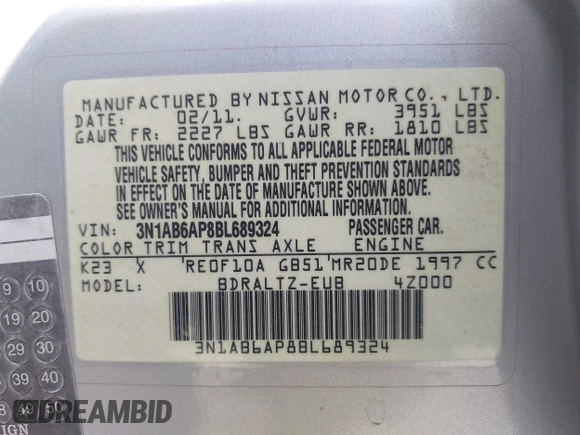 MANUFACTURED BY NISSAN MOTOR CO., LTD.
DATE: 02/11. GVWR: 3951 LBS
GAWR FR: 2227 LBS GAWR RR: 1810 LBS
THIS VEHICLE CONFORMS TO ALL APPLICABLE FEDERAL MOTOR
VEHICLE SAFETY, BUMPER AND THEFT PREVENTION STANDARDS
IN EFFECT ON THE DATE OF MANUFACTURE SHOWN ABOVE.
SEE OWNER'S MANUAL FOR ADDITIONAL INFORMATION.
VIN: 3N1AB6AP8BL689324 PASSENGER CAR.
COLOR TRIM TRANS AXLE ENGINE
K23 X RE0F10A GB51 MR20DE 1997 CC
MODEL: BDRALTZ-EUB 4Z000
3N1AB6AP8BL689324
9 10
19 20
29 30
39 40
48 49 50
IGN
DREAMBID